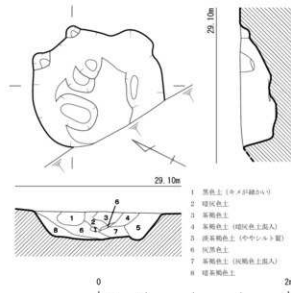 29.10m
29.10m
1 黒色土（キメが細かい）
2 暗灰色土
3 茶褐色土
4 茶褐色土（暗灰色土混入）
5 淡茶褐色土（ややシルト質）
6 灰黒色土
7 茶褐色土（灰褐色土混入）
8 暗茶褐色土
1
2
3
4
6
8
6
1
7
5
0
2m